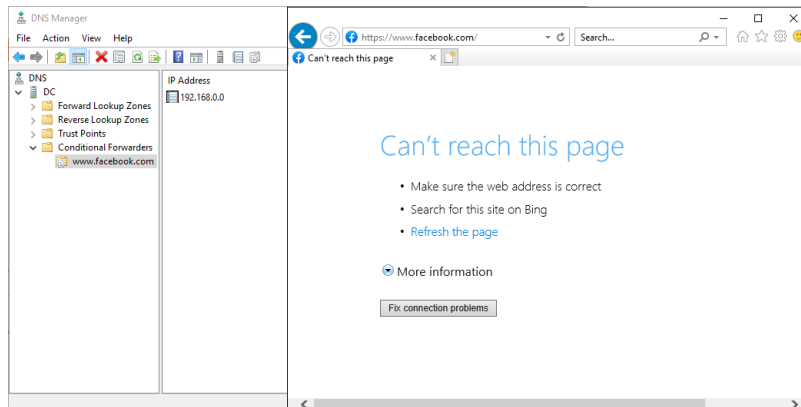 DNS Manager
File Action View Help
DNS
DC
Forward Lookup Zones
Reverse Lookup Zones
Trust Points
Conditional Forwarders
www.facebook.com
IP Address
192.168.0.0
https://www.facebook.com/
Search...
Can't reach this page
Can't reach this page
• Make sure the web address is correct
• Search for this site on Bing
• Refresh the page
More information
Fix connection problems